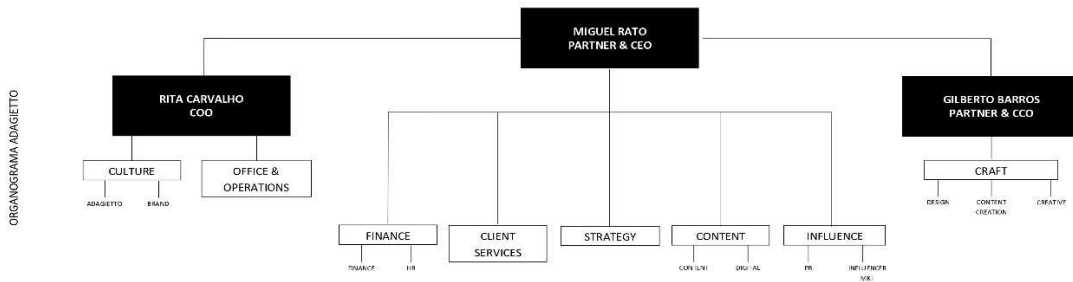 ORGANOGRAMA ADAGIETTO
MIGUEL RATO
PARTNER & CEO
RITA CARVALHO
COO
GILBERTO BARROS
PARTNER & CCO
CULTURE
OFFICE &
OPERATIONS
CRAFT
ADAGIETTO
BRAND
DESIGN
CONTENT
CREATION
CREATIVE
FINANCE
CLIENT
SERVICES
STRATEGY
CONTENT
INFLUENCE
FINANCE
HR
CONTENT
DIGITAL
PR
INFLUENCER
MKT